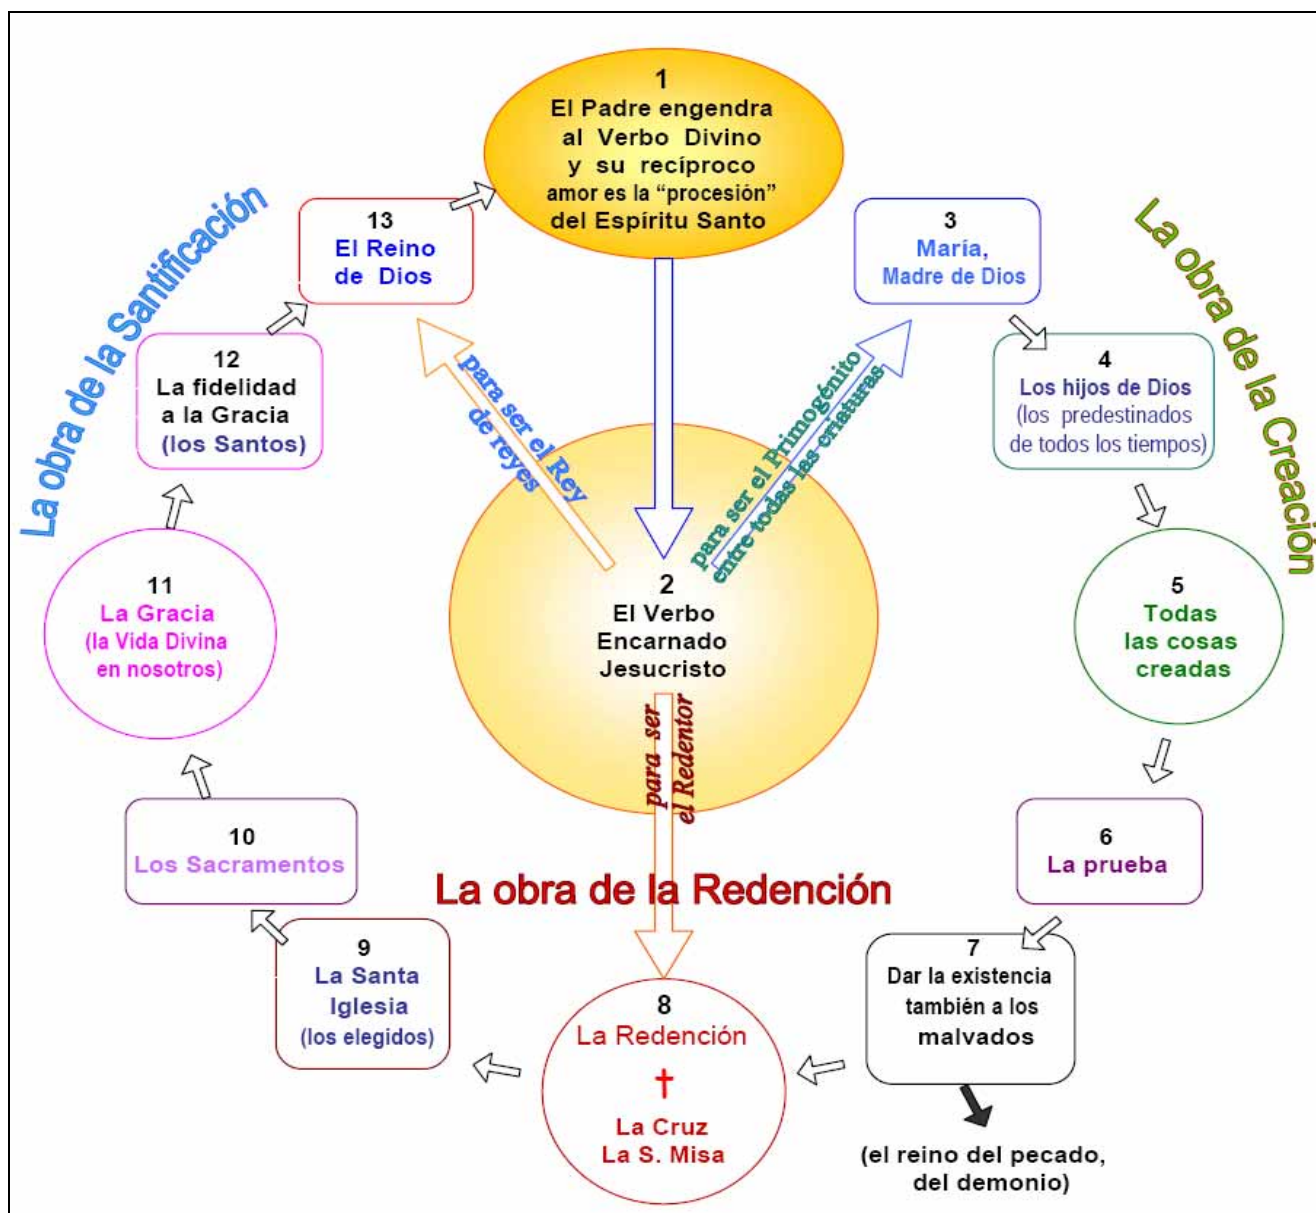 1
El Padre engendra
al Verbo Divino
y su recíproco
amor es la “procesión”
del Espíritu Santo
2
El Verbo
Encarnado
Jesucristo
para ser el Primogénito
entre todas las criaturas
3
María,
Madre de Dios
La obra de la Creación
4
Los hijos de Dios
(los predestinados
de todos los tiempos)
5
Todas
las cosas
creadas
6
La prueba
7
Dar la existencia
también a los
malvados
(el reino del pecado,
del demonio)
para ser
el Redentor
La obra de la Redención
8
La Redención
†
La Cruz
La S. Misa
9
La Santa
Iglesia
(los elegidos)
10
Los Sacramentos
11
La Gracia
(la Vida Divina
en nosotros)
La obra de la Santificación
12
La fidelidad
a la Gracia
(los Santos)
13
El Reino
de Dios
para ser el Rey
de reyes